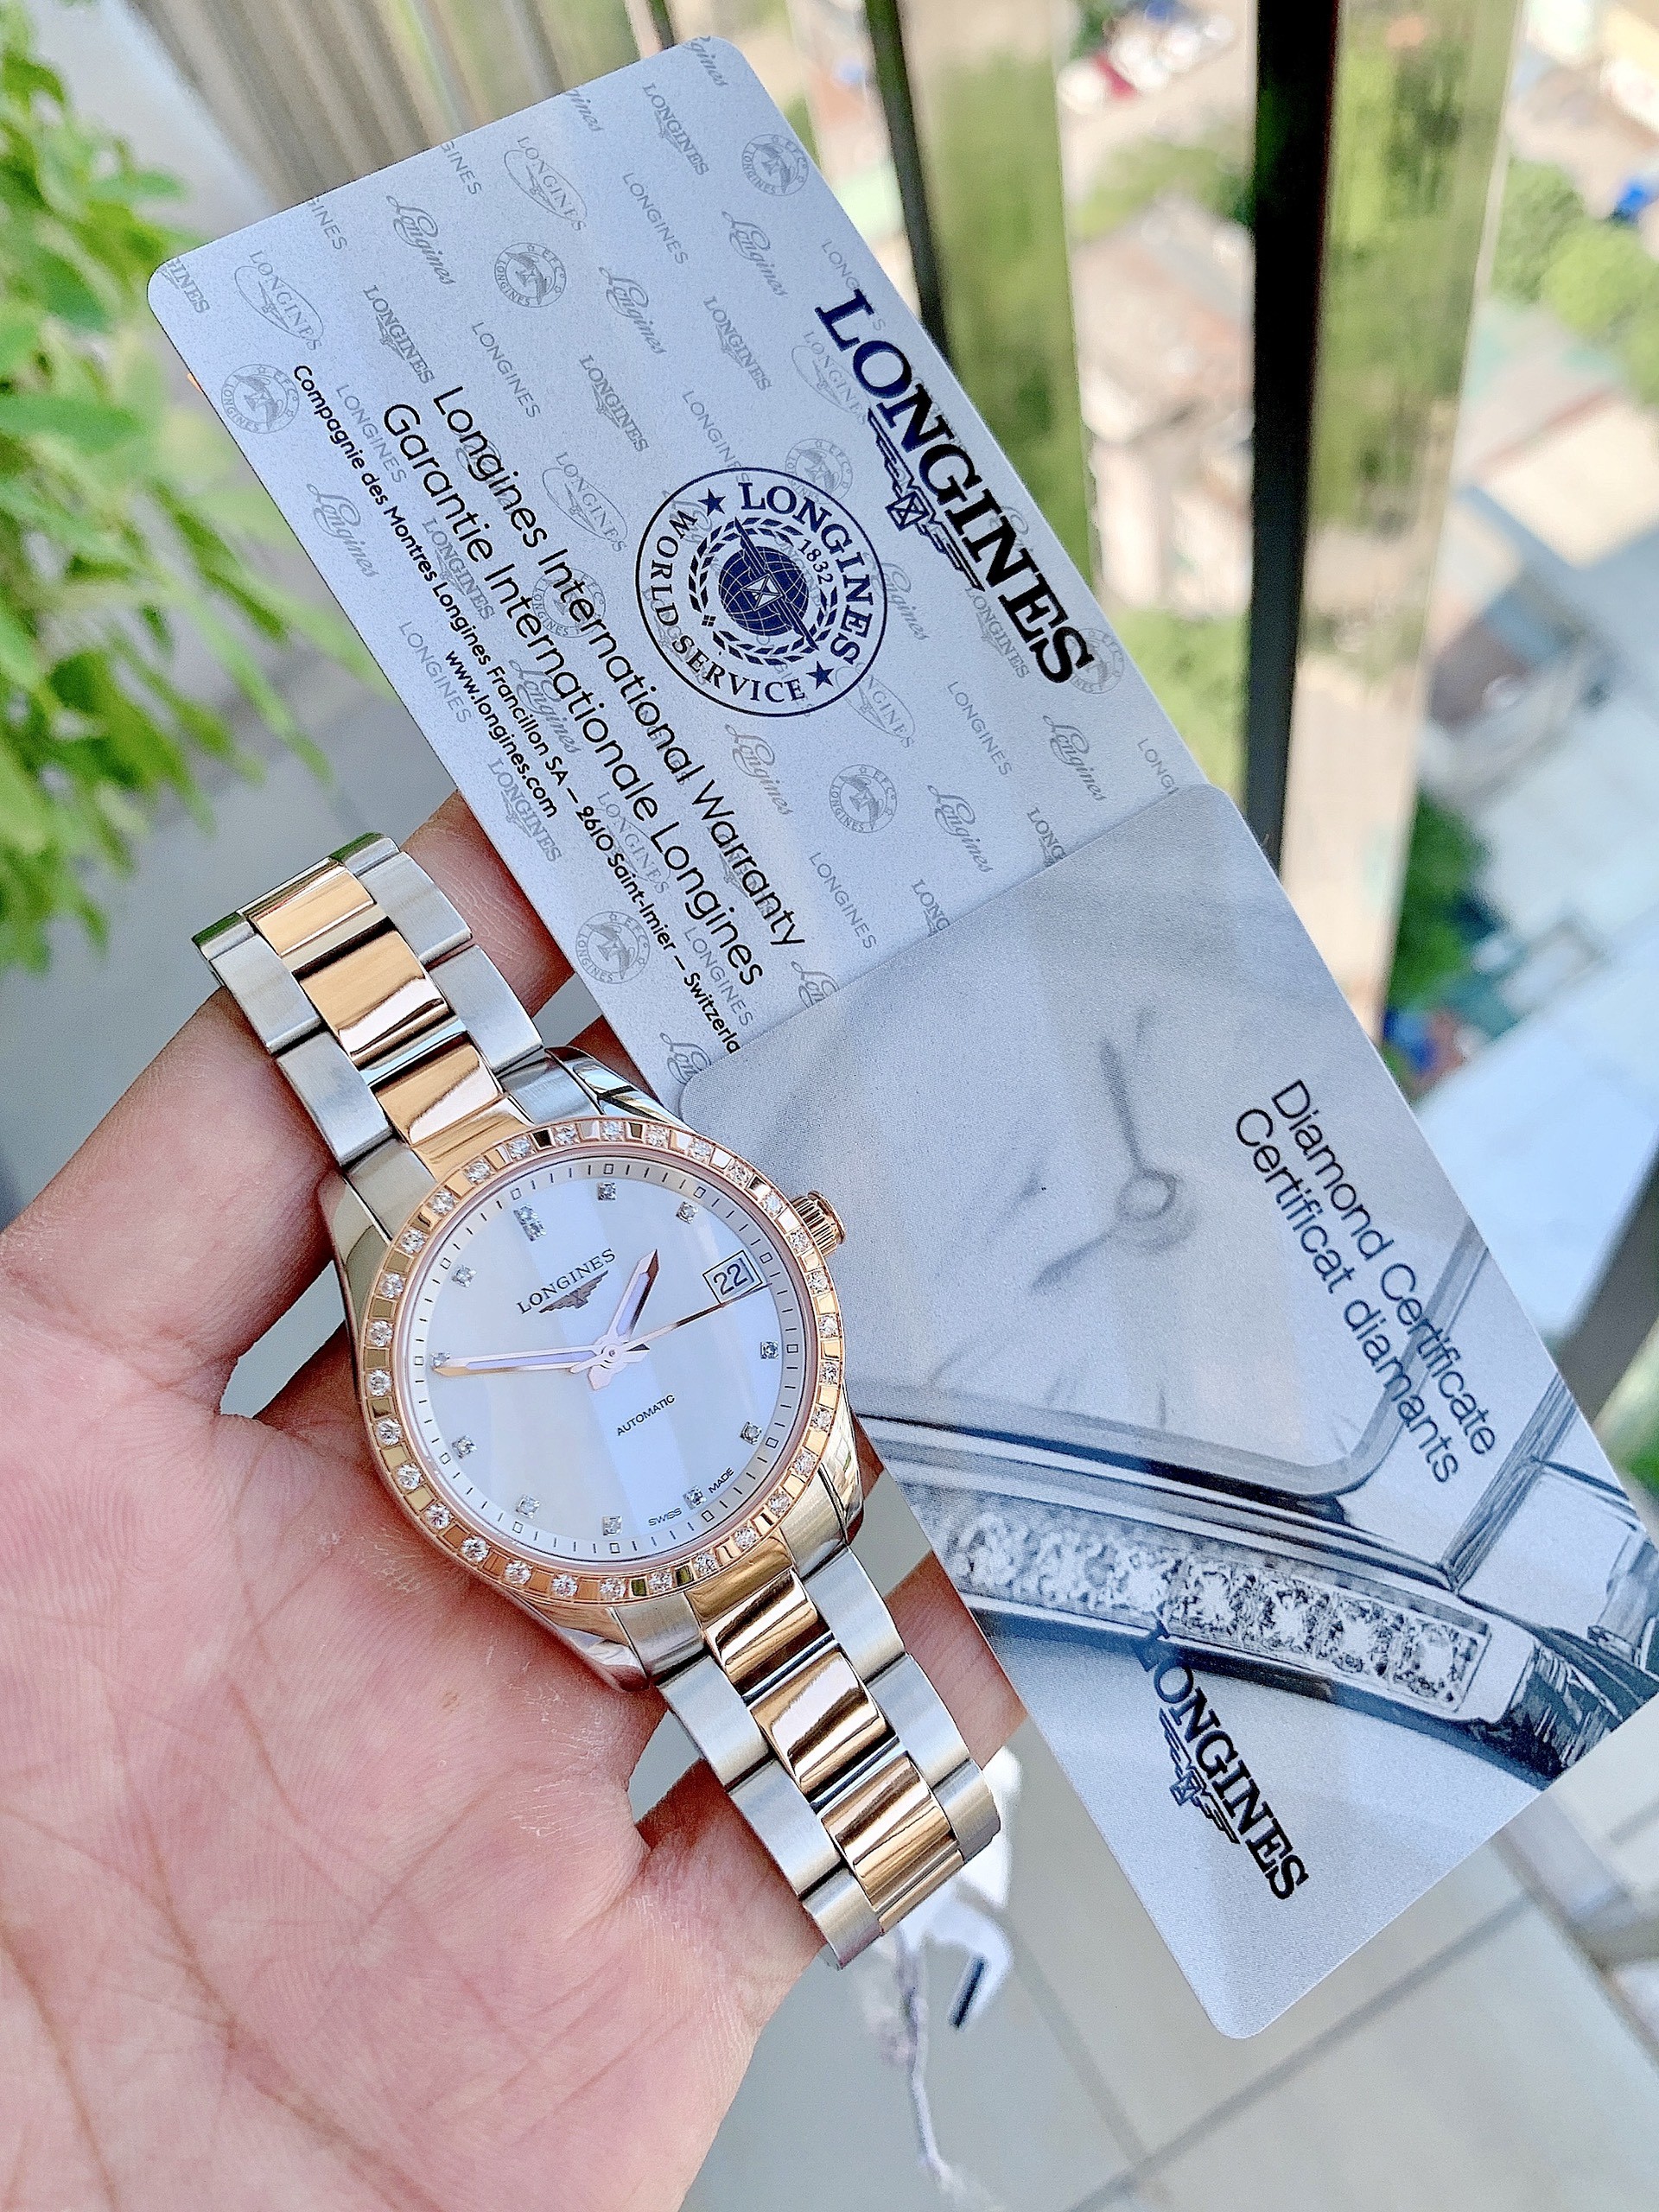 LONGINES
LONGINES
1832
WORLD SERVICE
Longines International Warranty
Garantie Internationale Longines
Compagnie des Montres Longines Francillon SA – 2610 Saint-Imier – Switzerla
www.longines.com
Diamond Certificate
Certificat diamants
LONGINES
LONGINES
22
AUTOMATIC
SWISS MADE